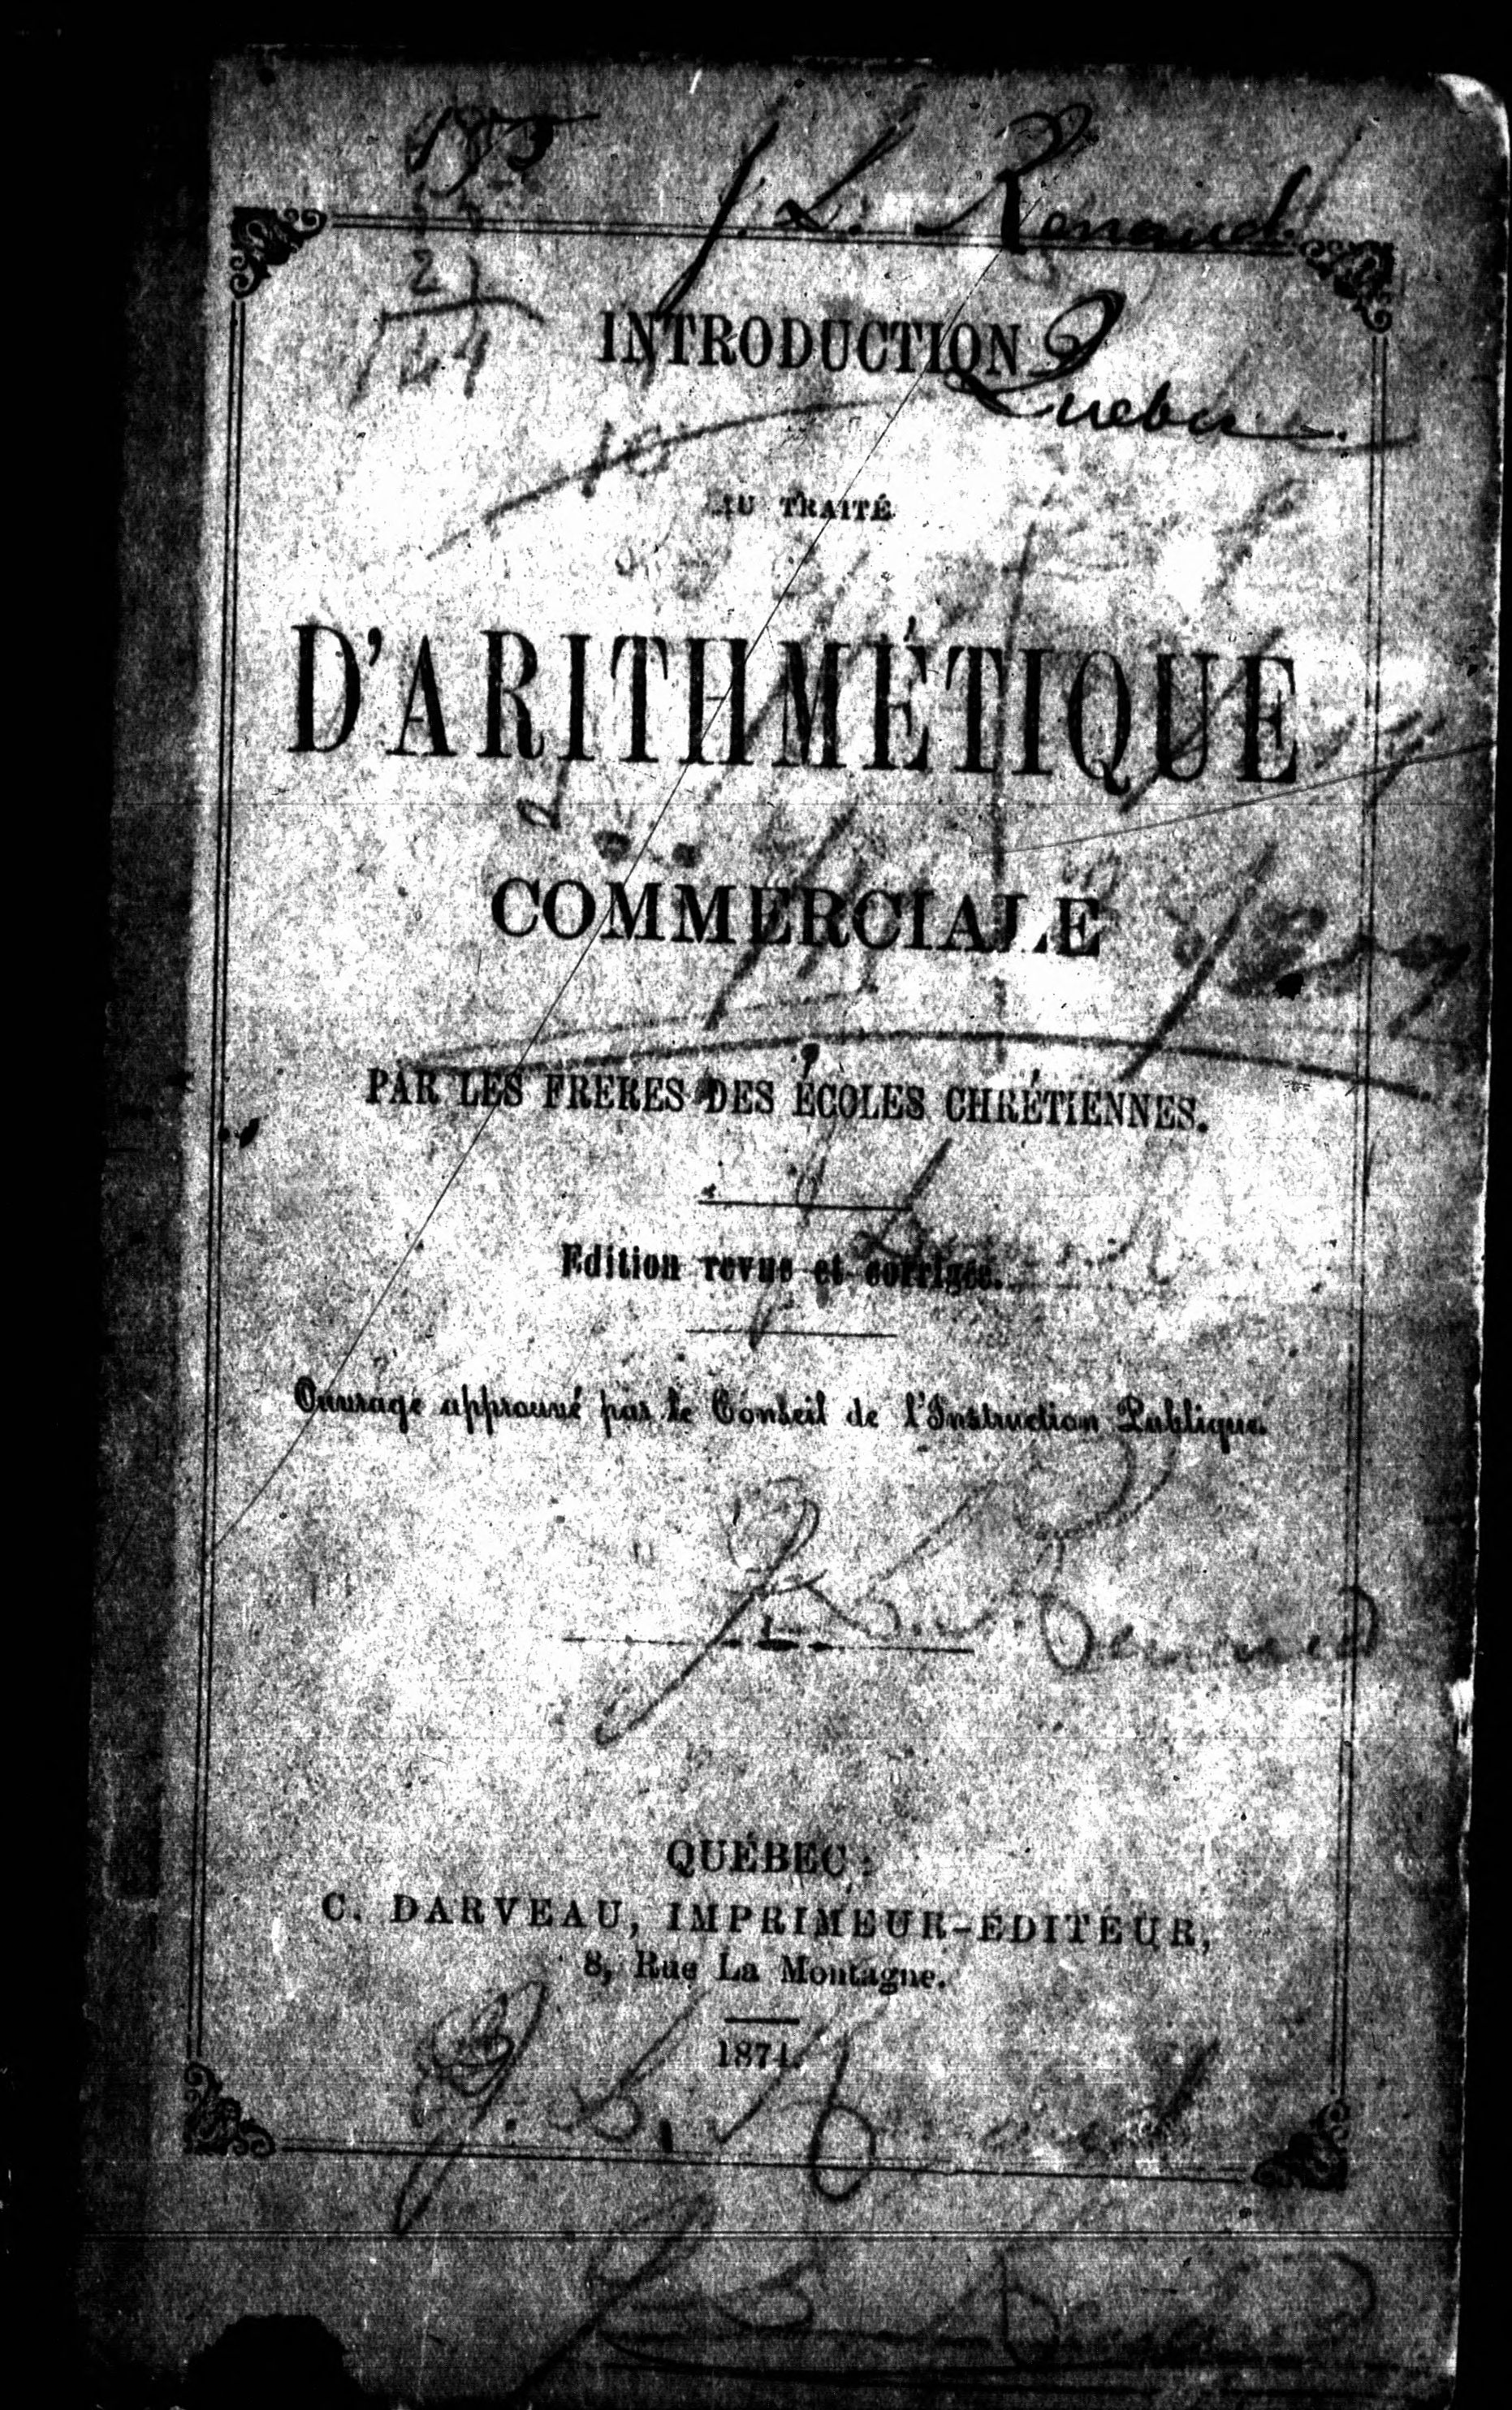 J. L. Renaud
INTRODUCTION
Quebec
AU TRAITÉ
D'ARITHMÉTIQUE
COMMERCIALE
PAR LES FRERES DES ÉCOLES CHRÉTIENNES.
Edition revue et corrigée.
Ouvrage approuvé par le Conseil de l'Instruction Publique.
QUÉBEC:
C. DARVEAU, IMPRIMEUR-ÉDITEUR,
8, Rue La Montagne.
1874.